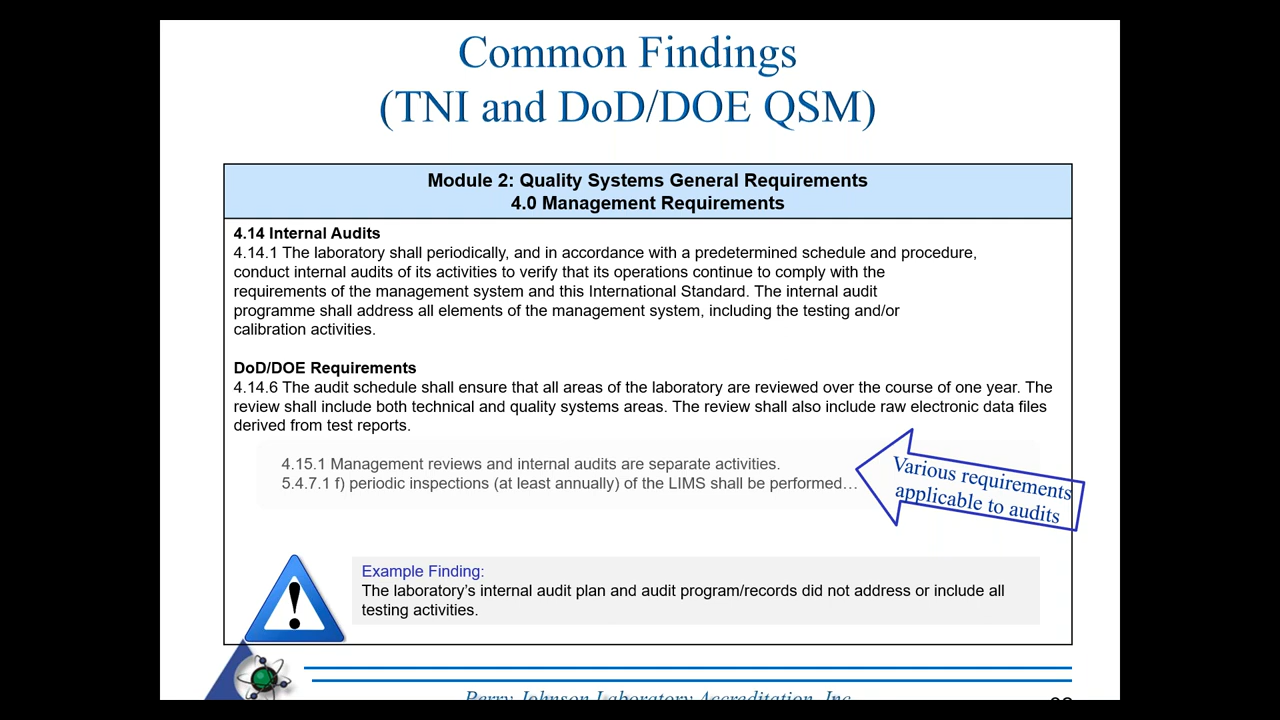 Common Findings
(TNI and DoD/DOE QSM)
Module 2: Quality Systems General Requirements
4.0 Management Requirements
4.14 Internal Audits
4.14.1 The laboratory shall periodically, and in accordance with a predetermined schedule and procedure,
conduct internal audits of its activities to verify that its operations continue to comply with the
requirements of the management system and this International Standard. The internal audit
programme shall address all elements of the management system, including the testing and/or
calibration activities.
DoD/DOE Requirements
4.14.6 The audit schedule shall ensure that all areas of the laboratory are reviewed over the course of one year. The
review shall include both technical and quality systems areas. The review shall also include raw electronic data files
derived from test reports.
4.15.1 Management reviews and internal audits are separate activities.
5.4.7.1 f) periodic inspections (at least annually) of the LIMS shall be performed…
Various requirements
applicable to audits
Example Finding:
The laboratory's internal audit plan and audit program/records did not address or include all
testing activities.
Perry Johnson Laboratory Accreditation, Inc